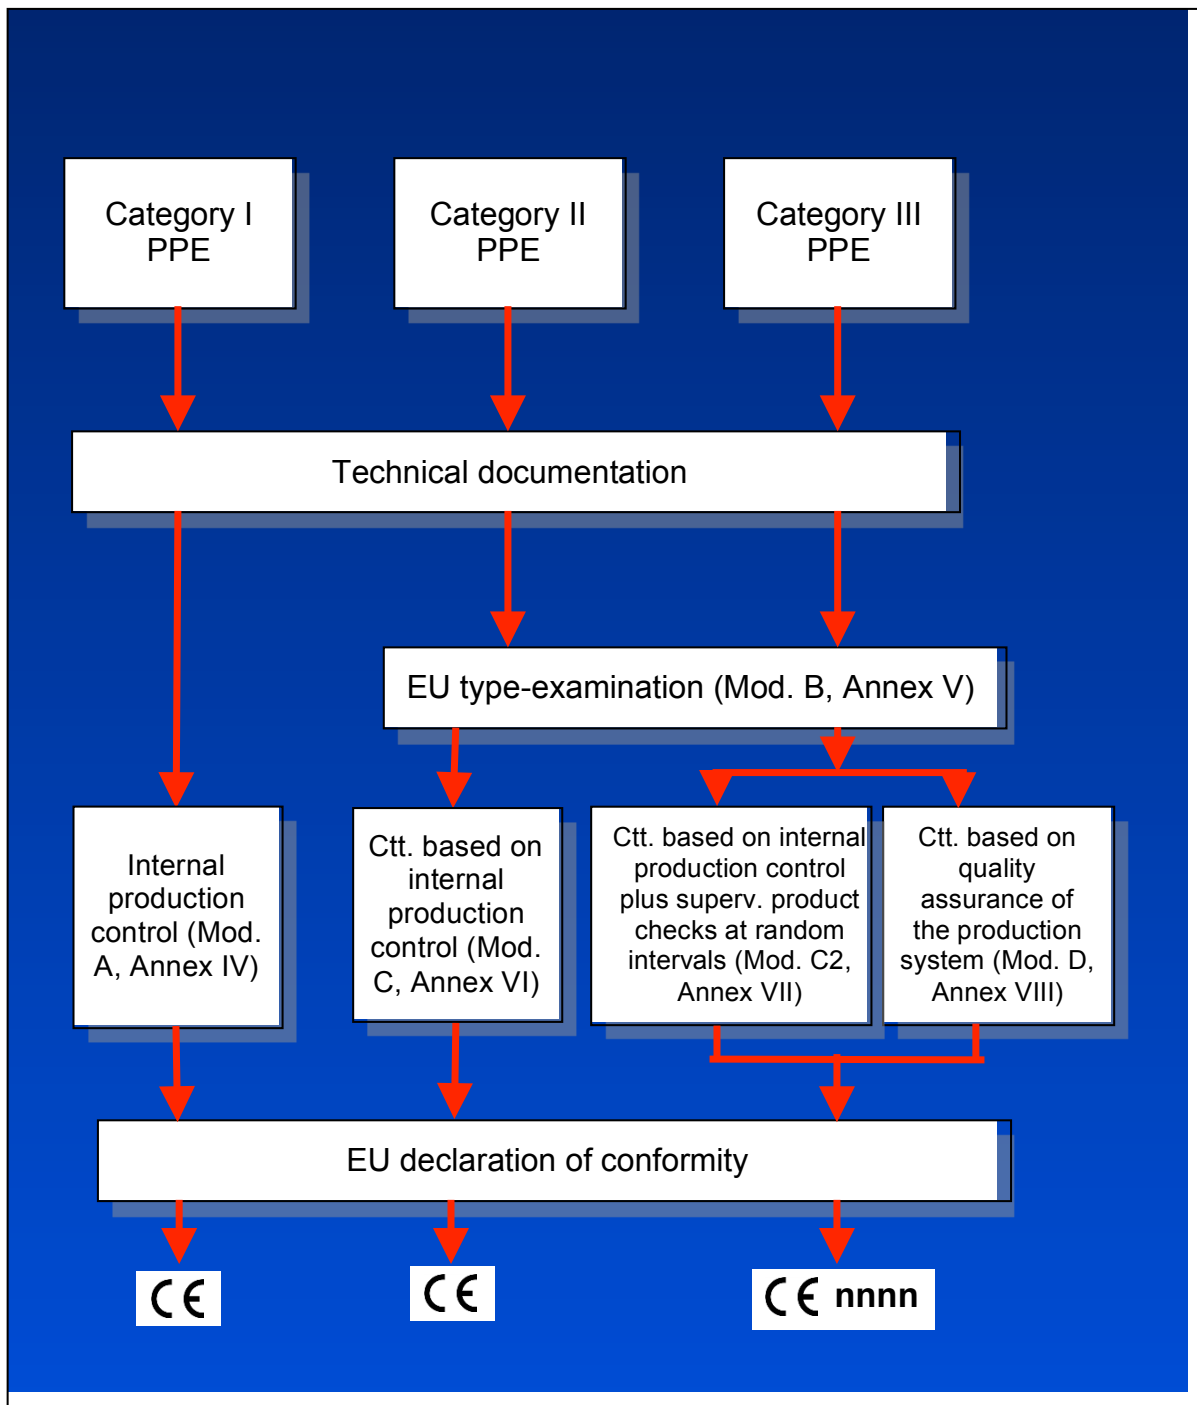 Category I
PPE
Category II
PPE
Category III
PPE
Technical documentation
EU type-examination (Mod. B, Annex V)
Internal
production
control (Mod.
A, Annex IV)
Ctt. based on
internal
production
control (Mod.
C, Annex VI)
Ctt. based on internal
production control
plus superv. product
checks at random
intervals (Mod. C2,
Annex VII)
Ctt. based on
quality
assurance of
the production
system (Mod. D,
Annex VIII)
EU declaration of conformity
CE
CE
CE nnnn